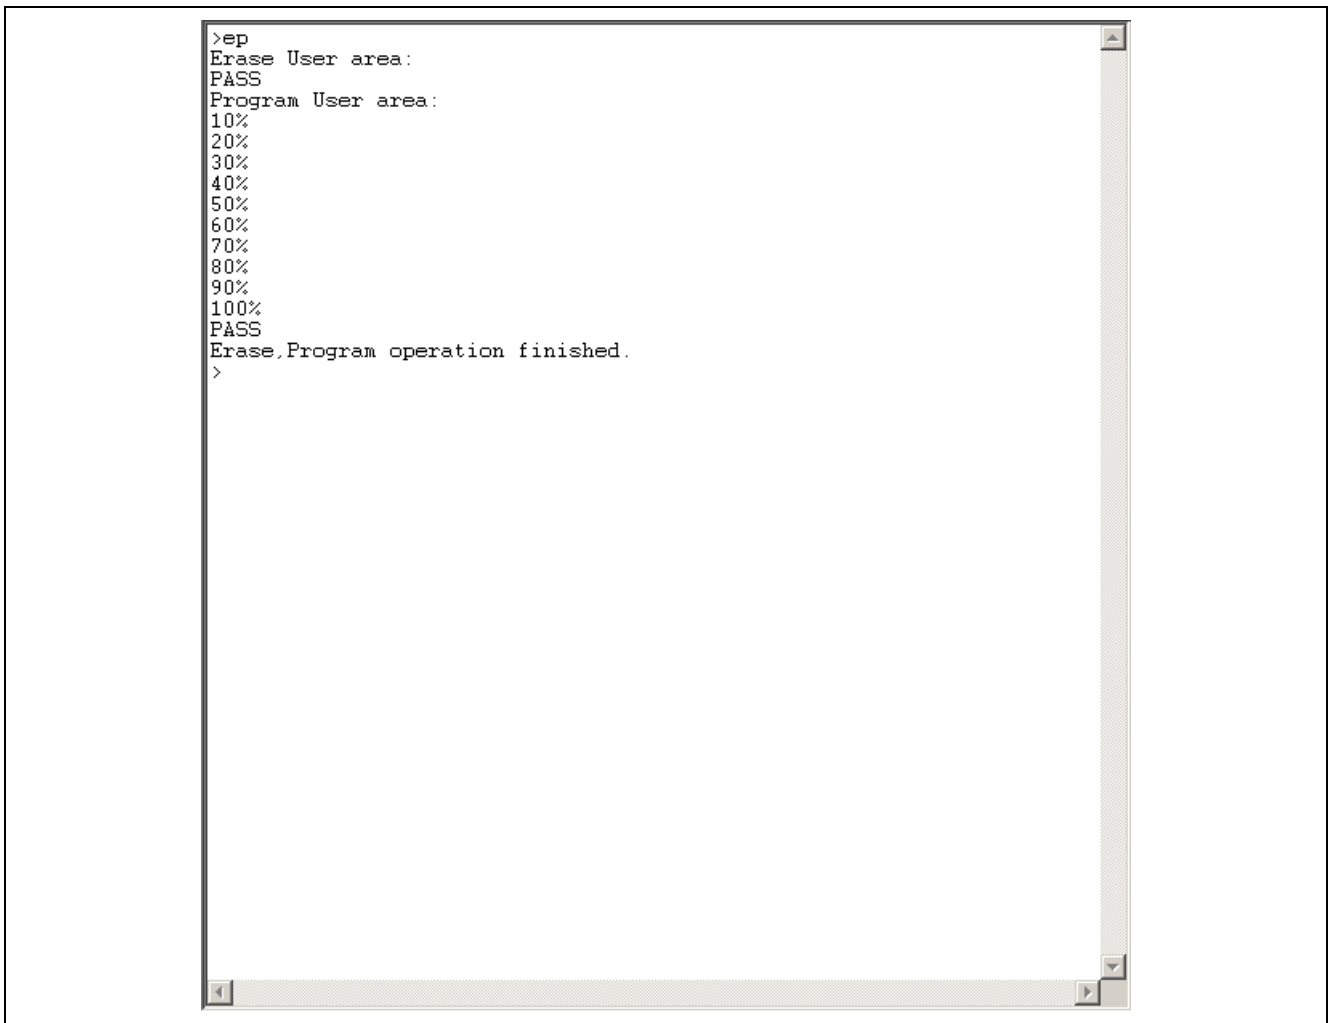 >ep
Erase User area:
PASS
Program User area:
10%
20%
30%
40%
50%
60%
70%
80%
90%
100%
PASS
Erase,Program operation finished.
>